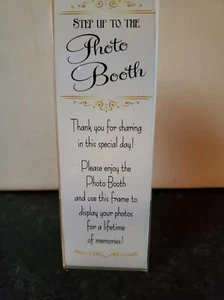 STEP UP TO THE
Photo
Booth
Thank you for sharing
in this special day!
Please enjoy the
Photo Booth
and use this frame to
display your photos
for a lifetime
of memories!